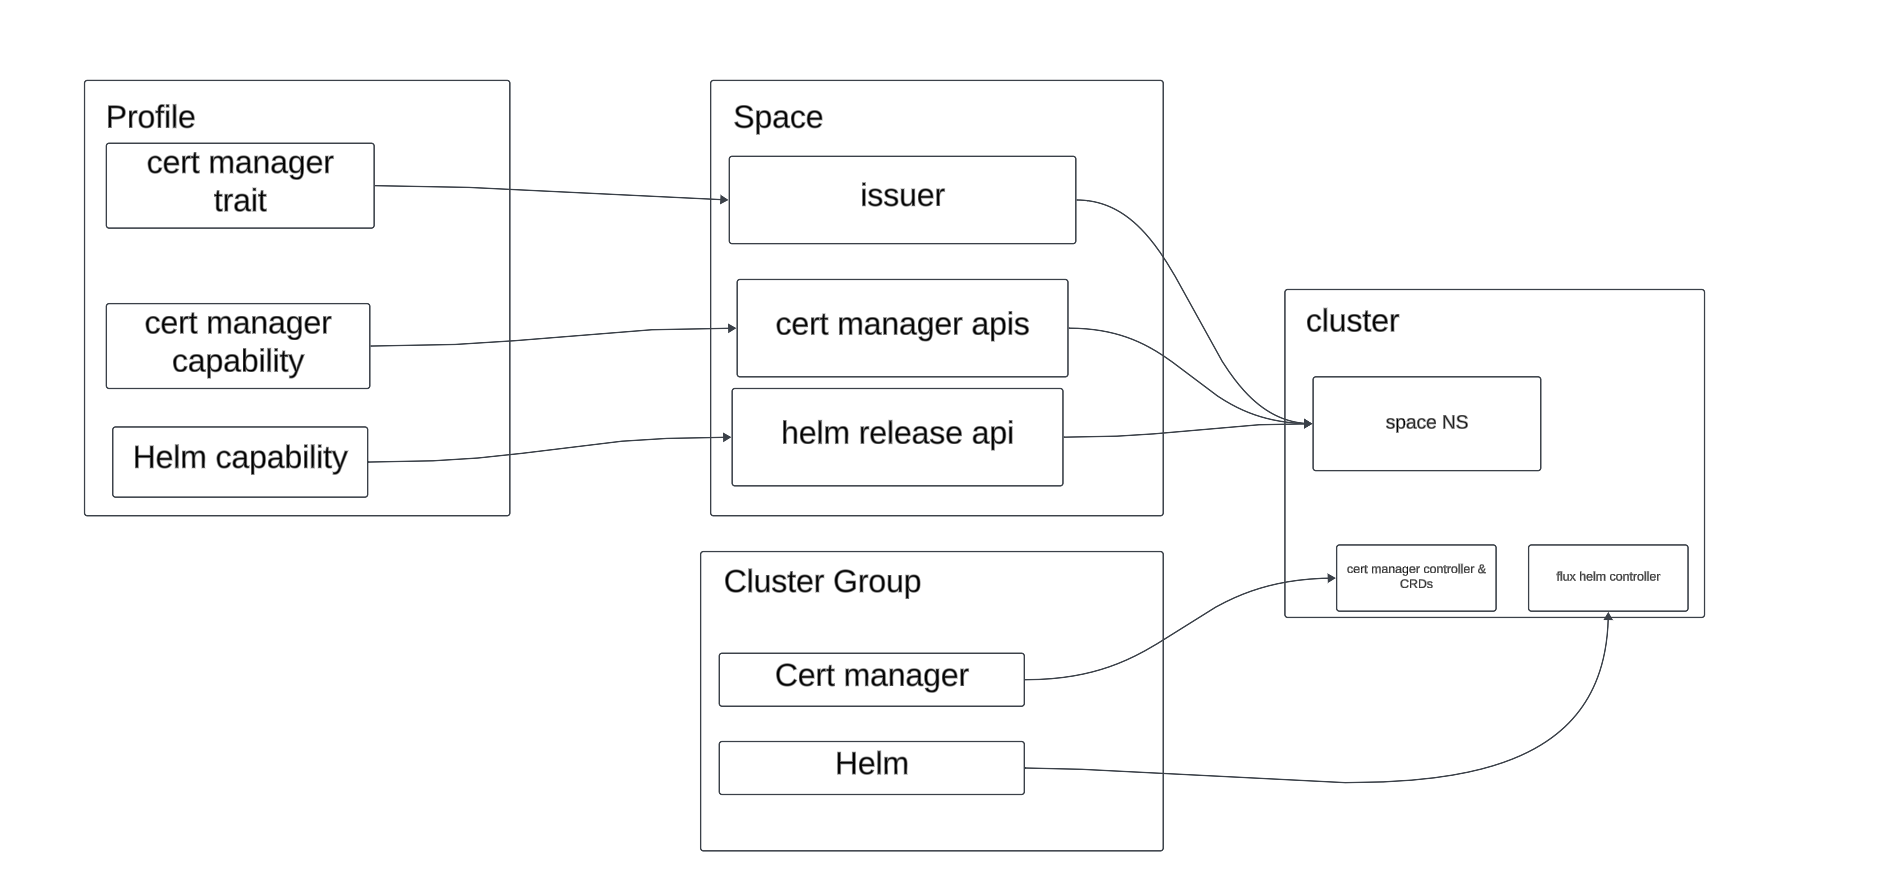 Profile
cert manager
trait
cert manager
capability
Helm capability
Space
issuer
cert manager apis
helm release api
Cluster Group
Cert manager
Helm
cluster
space NS
cert manager controller &
CRDs
flux helm controller